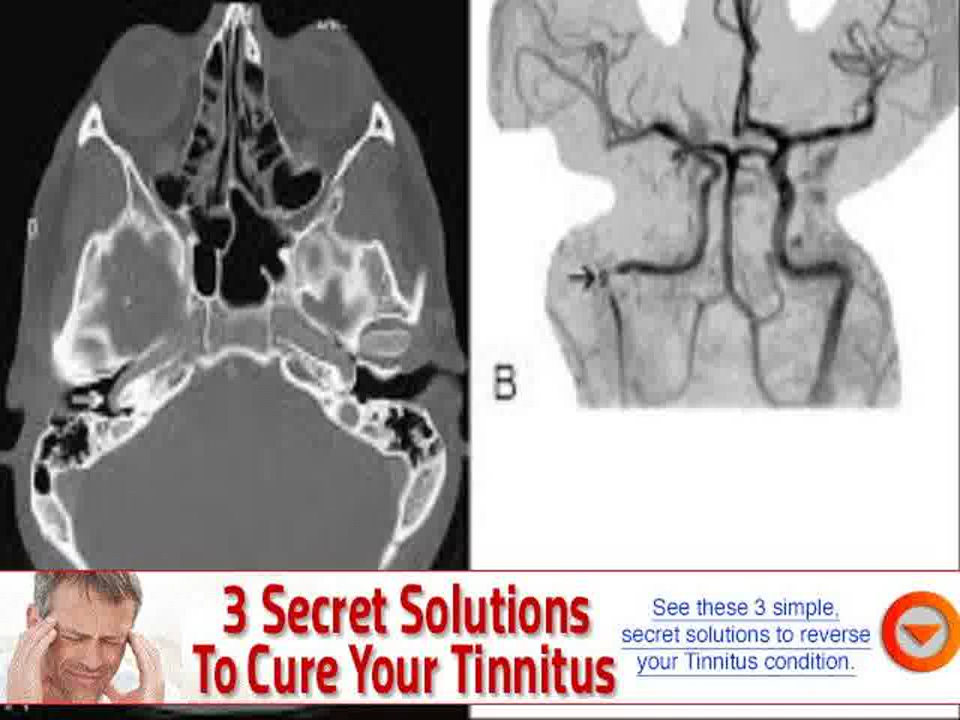 B
3 Secret Solutions
To Cure Your Tinnitus
See these 3 simple,
secret solutions to reverse
your Tinnitus condition.